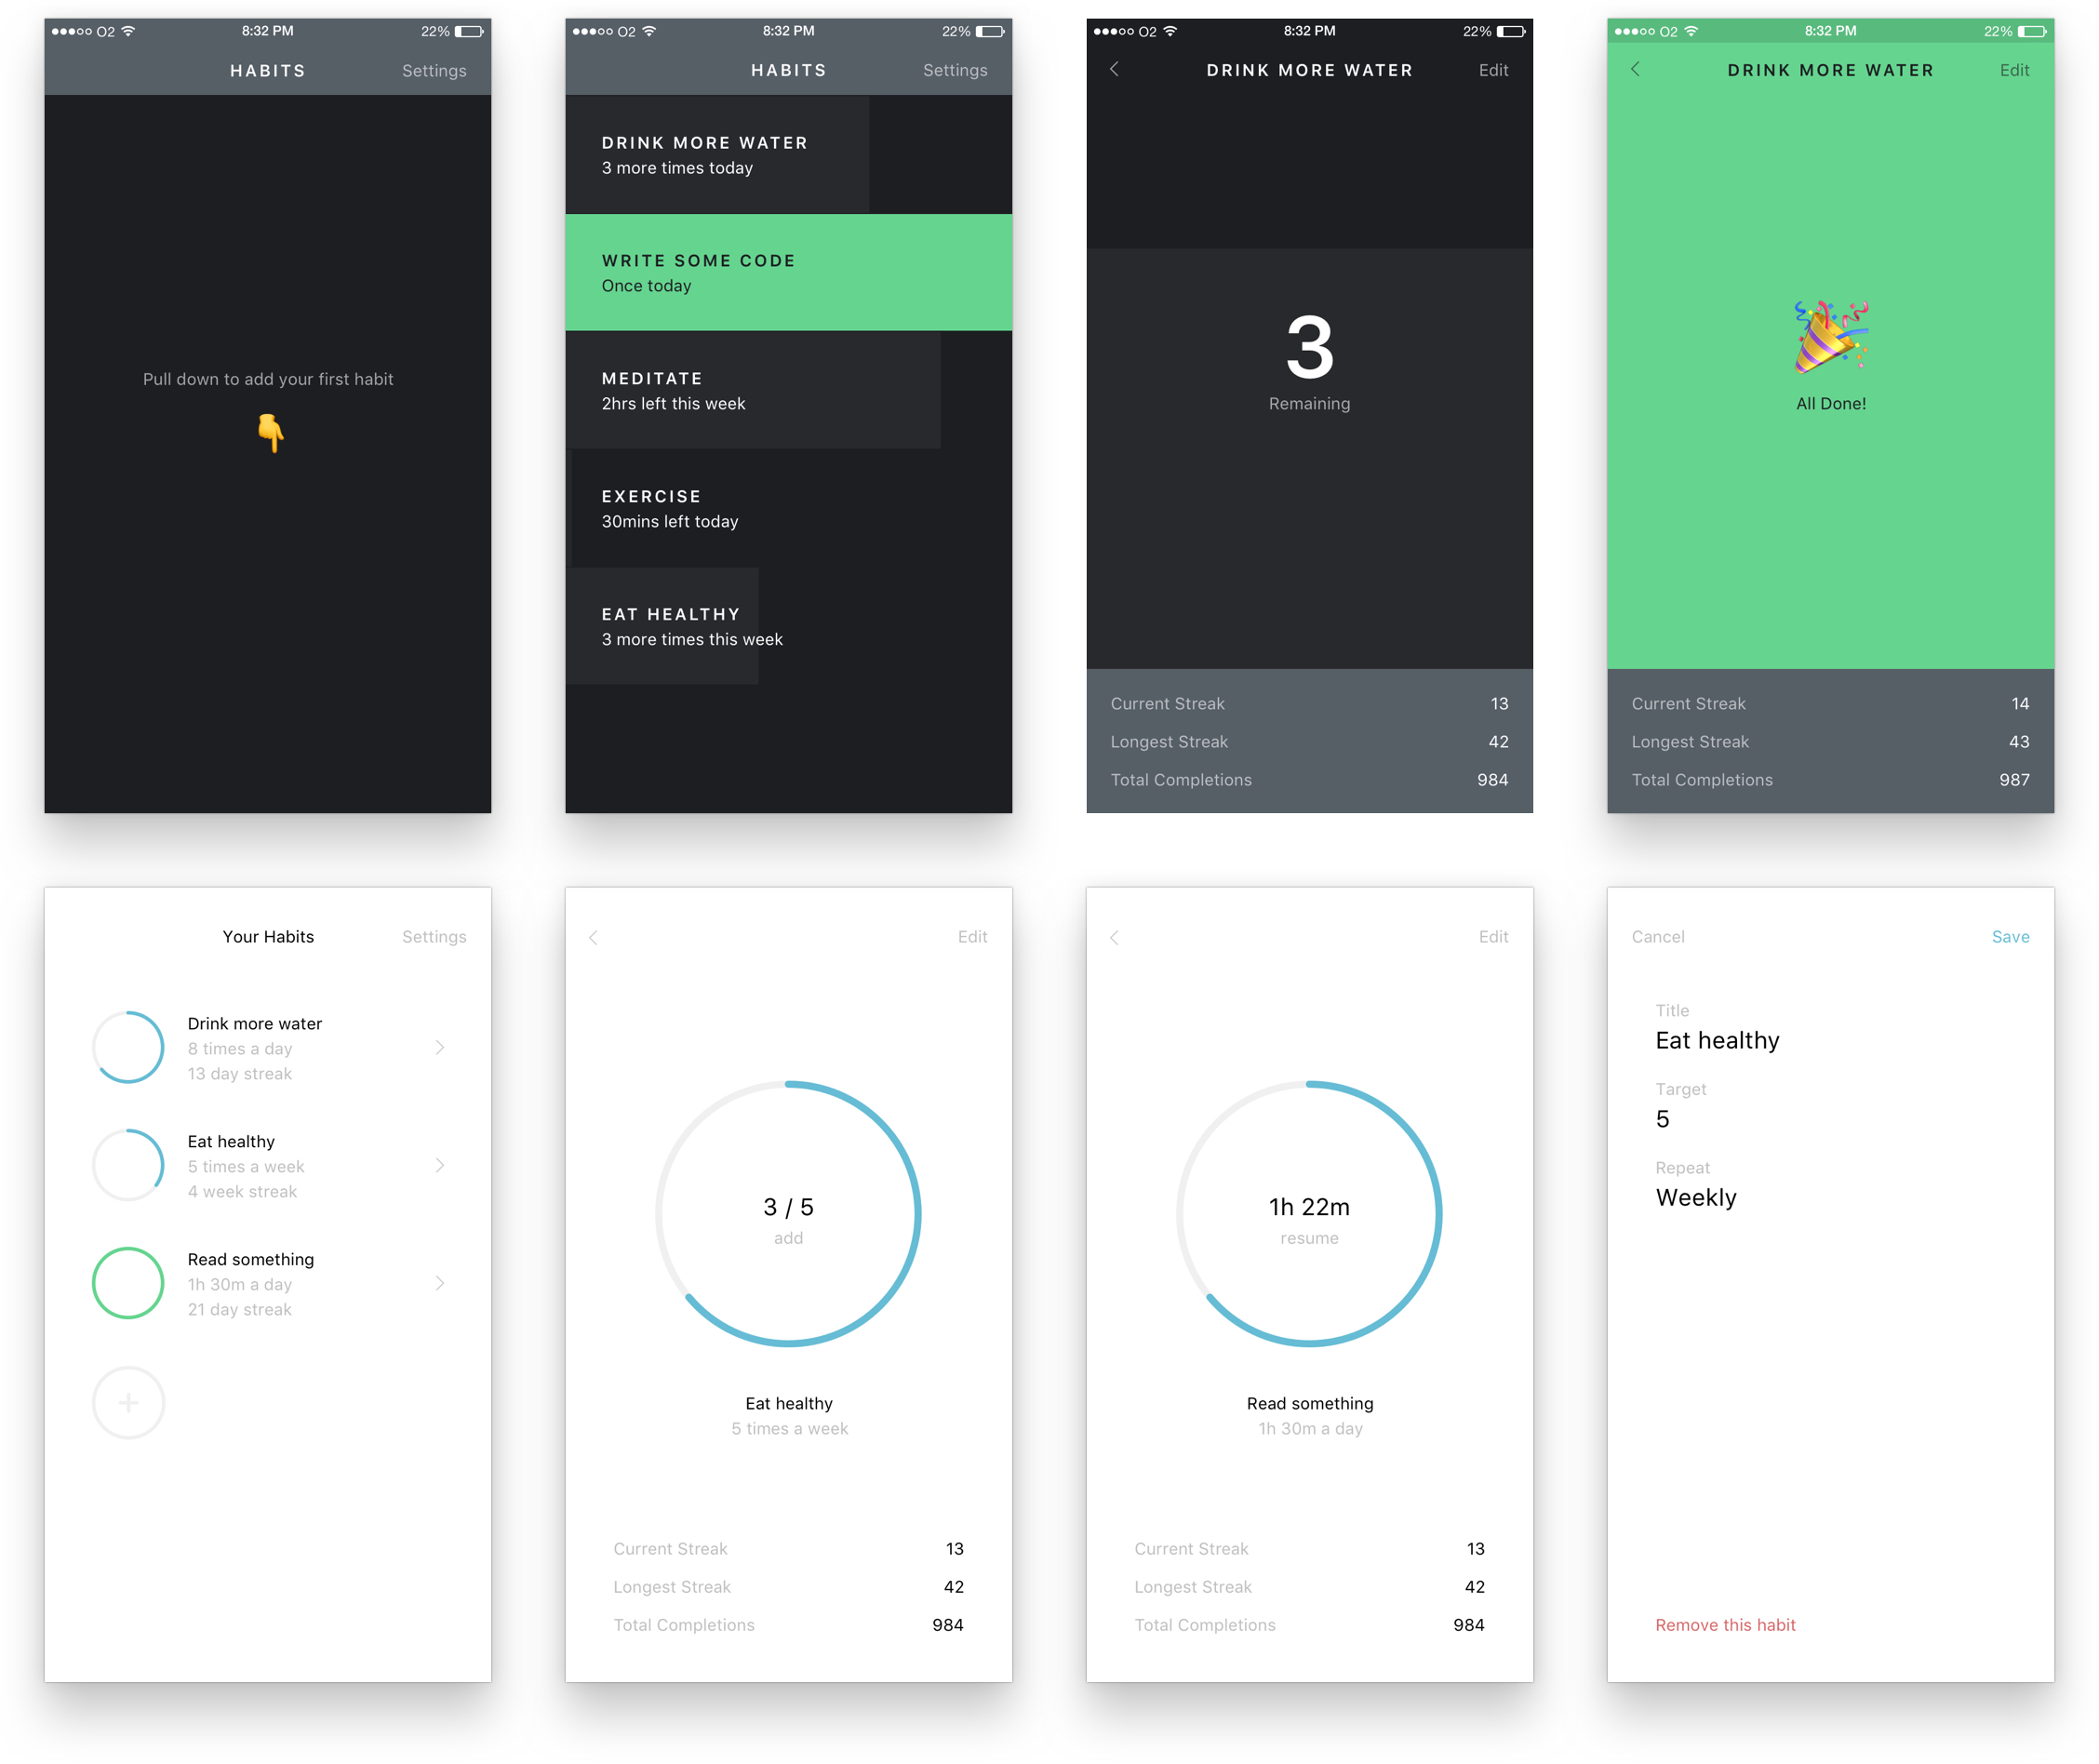 O2 8:32 PM 22%
HABITS Settings
Pull down to add your first habit
O2 8:32 PM 22%
HABITS Settings
DRINK MORE WATER
3 more times today
WRITE SOME CODE
Once today
MEDITATE
2hrs left this week
EXERCISE
30mins left today
EAT HEALTHY
3 more times this week
O2 8:32 PM 22%
DRINK MORE WATER Edit
3
Remaining
Current Streak 13
Longest Streak 42
Total Completions 984
O2 8:32 PM 22%
DRINK MORE WATER Edit
All Done!
Current Streak 14
Longest Streak 43
Total Completions 987
Your Habits Settings
Drink more water
8 times a day
13 day streak
Eat healthy
5 times a week
4 week streak
Read something
1h 30m a day
21 day streak
Edit
3 / 5
add
Eat healthy
5 times a week
Current Streak 13
Longest Streak 42
Total Completions 984
Edit
1h 22m
resume
Read something
1h 30m a day
Current Streak 13
Longest Streak 42
Total Completions 984
Cancel Save
Title
Eat healthy
Target
5
Repeat
Weekly
Remove this habit